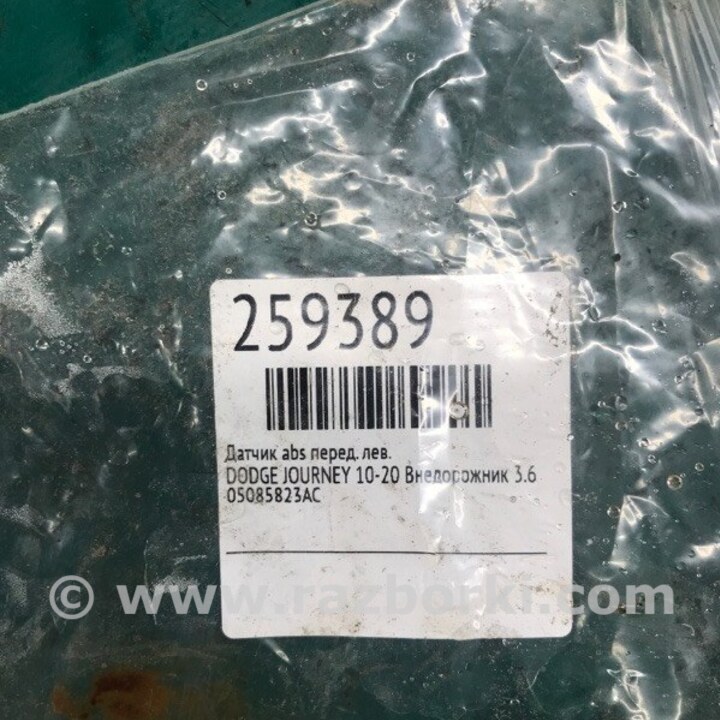 259389
Датчик abs перед. лев.
DODGE JOURNEY 10-20 Внедорожник 3.6
05085823AC
© www.razborki.com